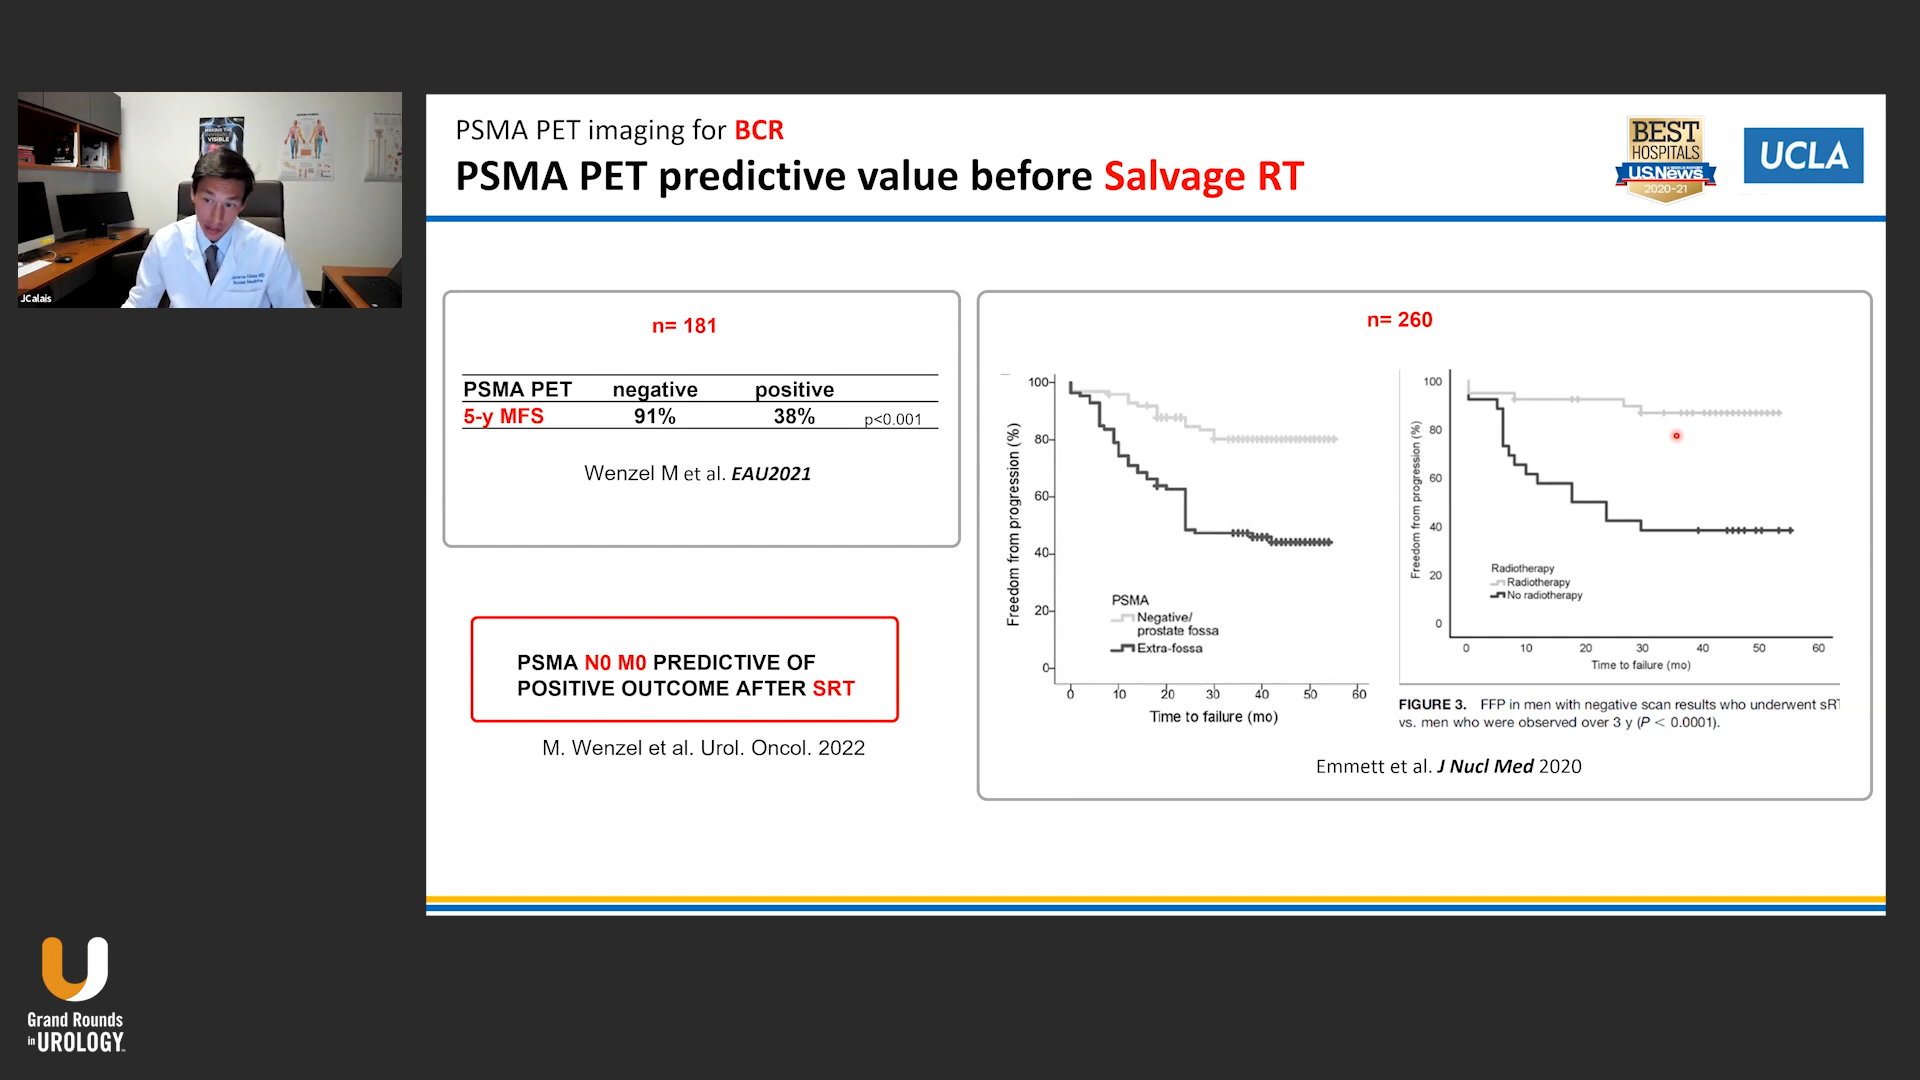 MAKING THE
INVISIBLE
VISIBLE
JCalais
PSMA PET imaging for BCR
PSMA PET predictive value before Salvage RT
BEST
HOSPITALS
U.S.News
2020-21
UCLA
n= 181
PSMA PET negative positive
5-y MFS 91% 38% p<0.001
Wenzel M et al. EAU2021
PSMA N0 M0 PREDICTIVE OF
POSITIVE OUTCOME AFTER SRT
M. Wenzel et al. Urol. Oncol. 2022
n= 260
Freedom from progression (%)
100
80
60
40
20
0
PSMA
Negative/
prostate fossa
Extra-fossa
0 10 20 30 40 50 60
Time to failure (mo)
Freedom from progression (%)
100
80
60
40
20
0
Radiotherapy
Radiotherapy
No radiotherapy
0 10 20 30 40 50 60
Time to failure (mo)
FIGURE 3. FFP in men with negative scan results who underwent sRT
vs. men who were observed over 3 y (P < 0.0001).
Emmett et al. J Nucl Med 2020
Grand Rounds
in UROLOGY